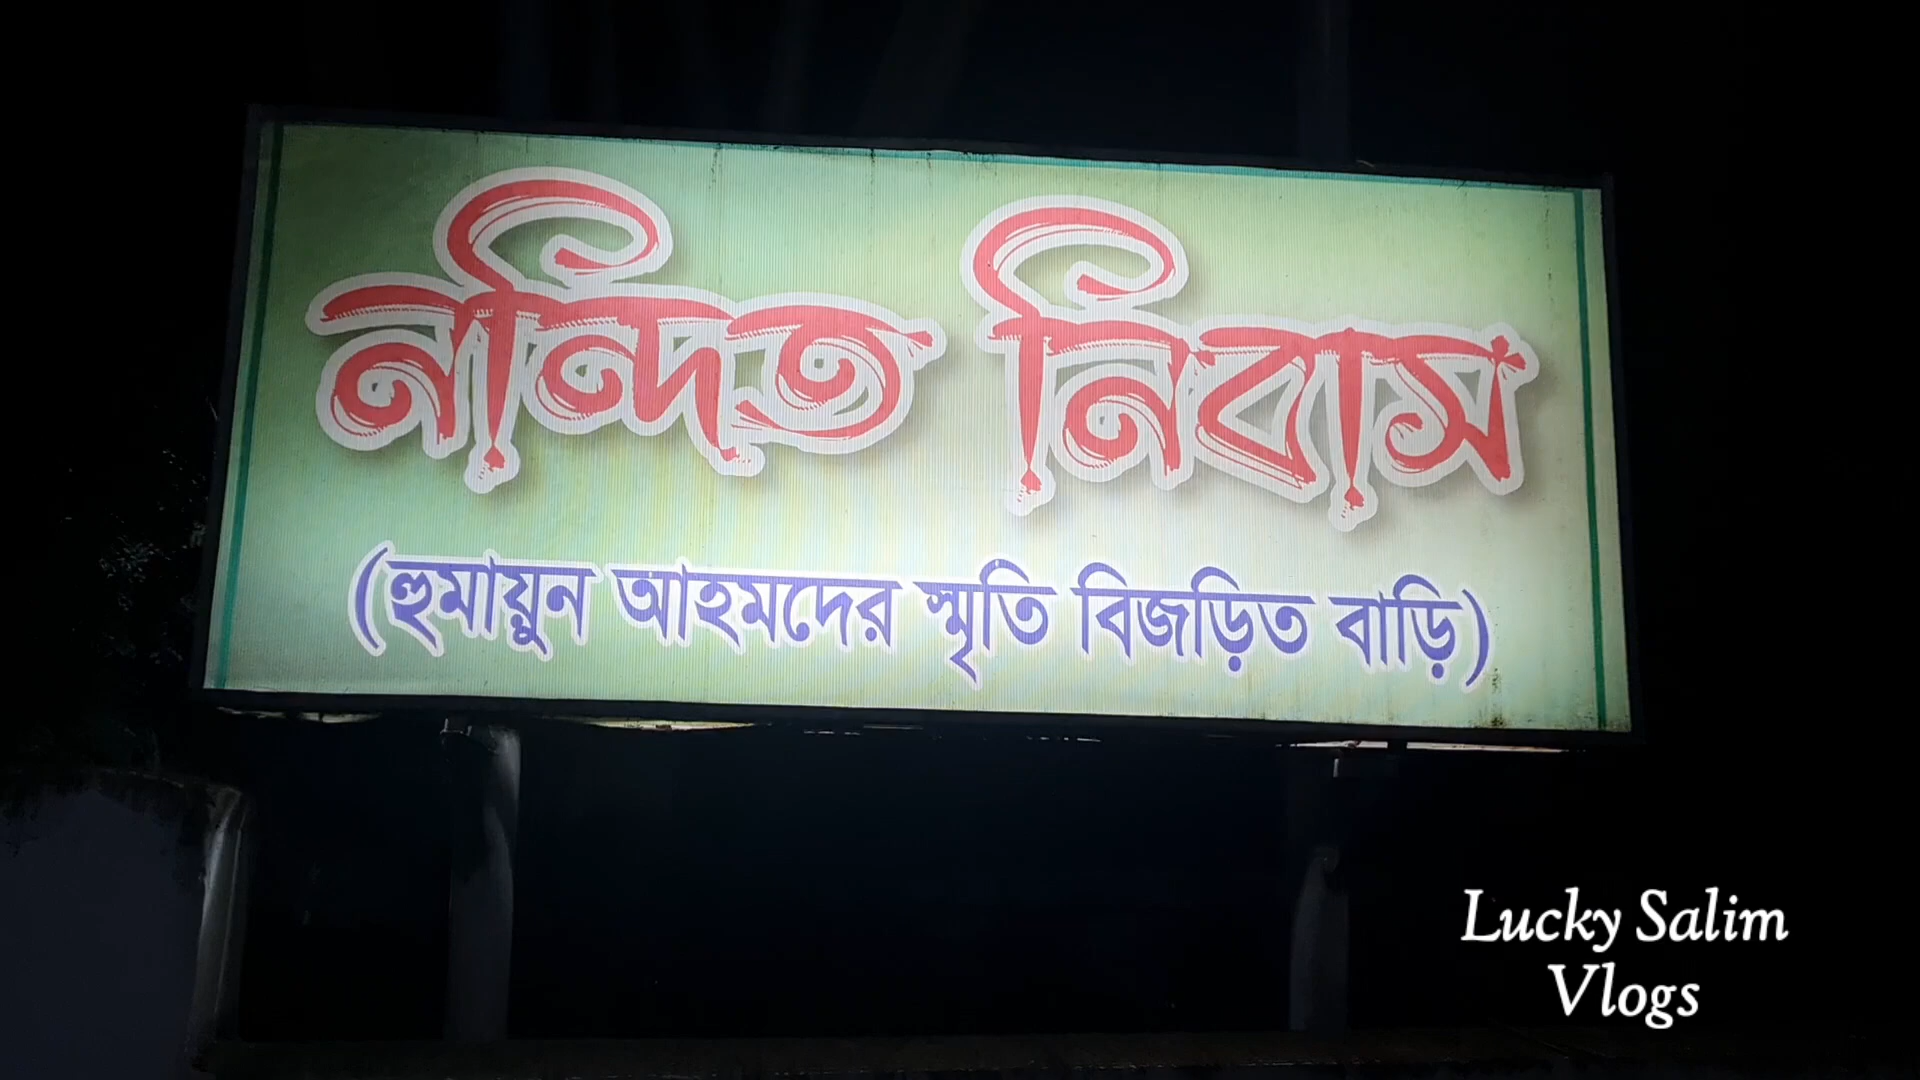 নন্দিত নিবাস
(হুমায়ুন আহমদের স্মৃতি বিজড়িত বাড়ি)
Lucky Salim
Vlogs